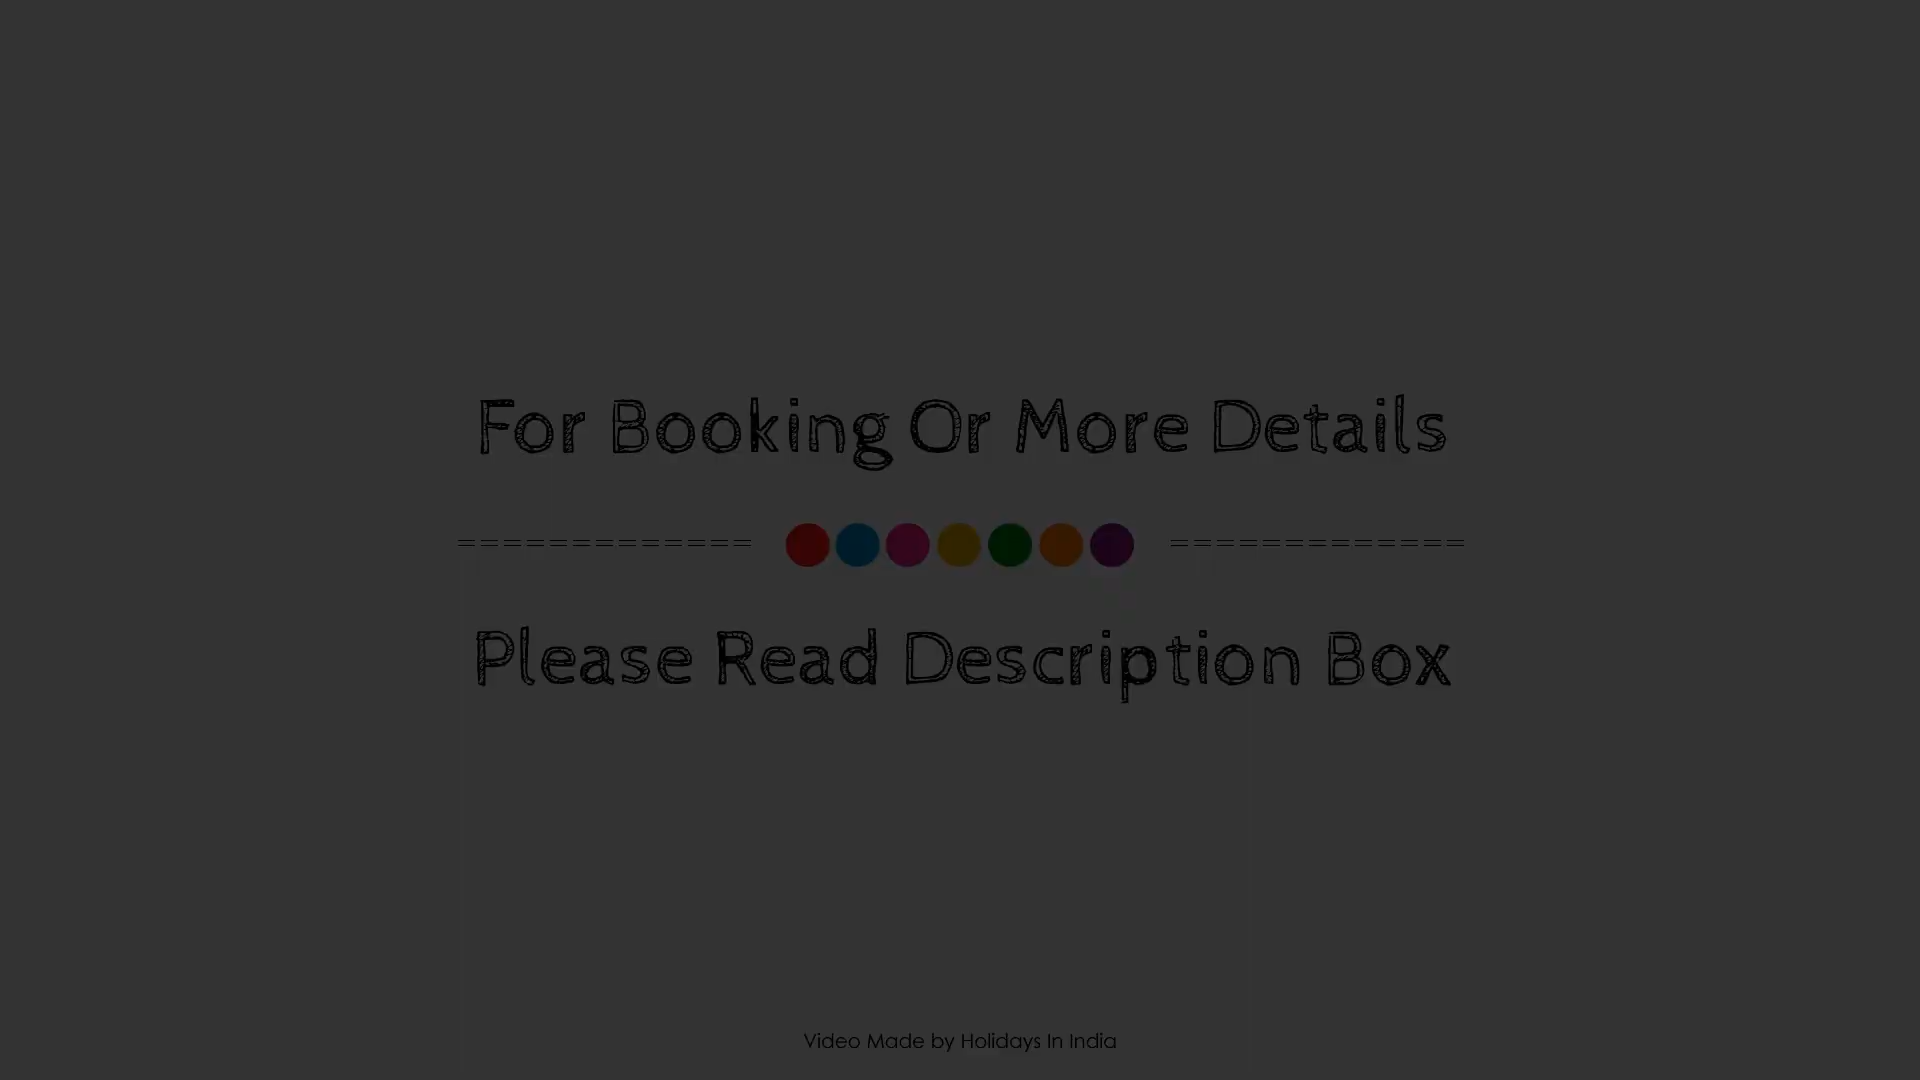 For Booking Or More Details
============= =============
Please Read Description Box
Video Made by Holidays In India